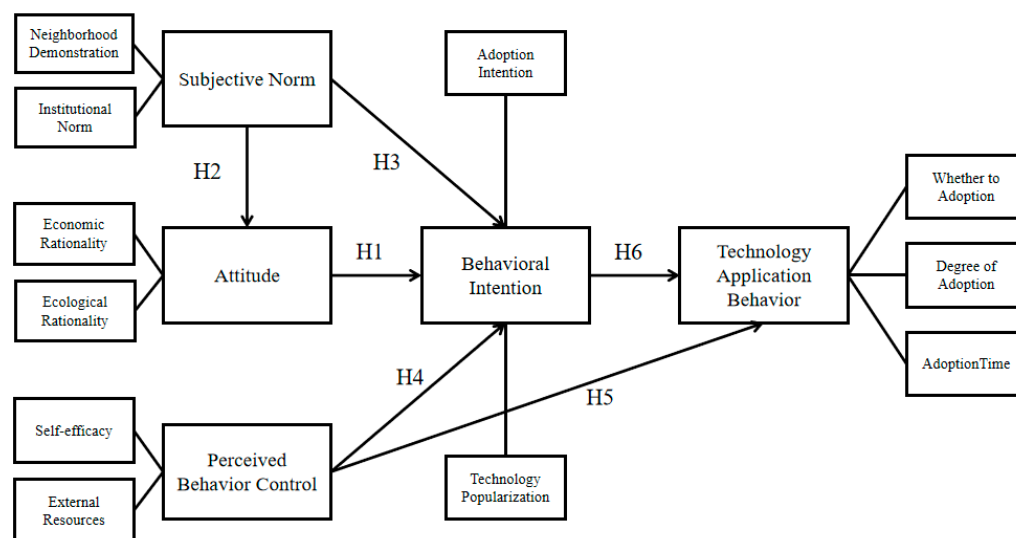 Neighborhood
Demonstration
Institutional
Norm
Subjective Norm
Adoption
Intention
H2
H3
Economic
Rationality
Ecological
Rationality
Attitude
H1
Behavioral
Intention
H6
Technology
Application
Behavior
Whether to
Adoption
Degree of
Adoption
AdoptionTime
H4
H5
Self-efficacy
External
Resources
Perceived
Behavior Control
Technology
Popularization